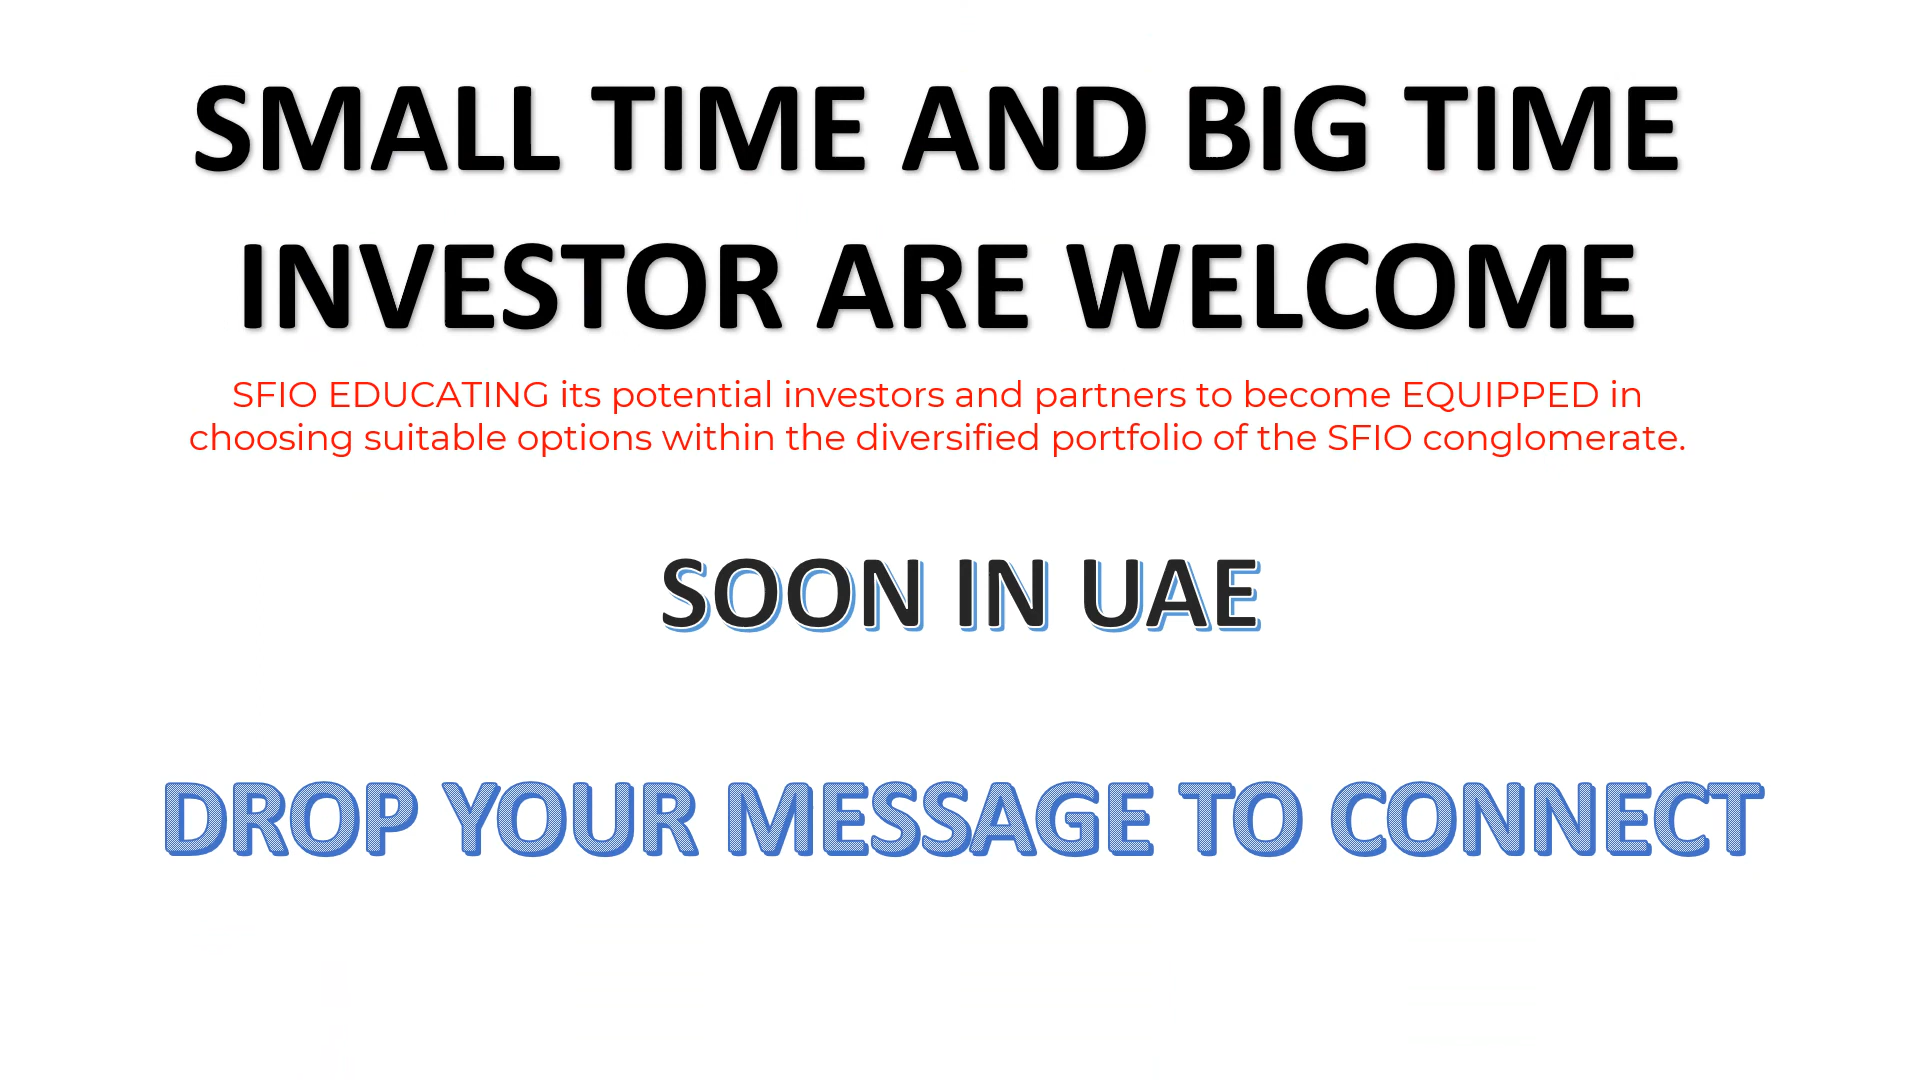 SMALL TIME AND BIG TIME
INVESTOR ARE WELCOME
SFIO EDUCATING its potential investors and partners to become EQUIPPED in
choosing suitable options within the diversified portfolio of the SFIO conglomerate.
SOON IN UAE
DROP YOUR MESSAGE TO CONNECT